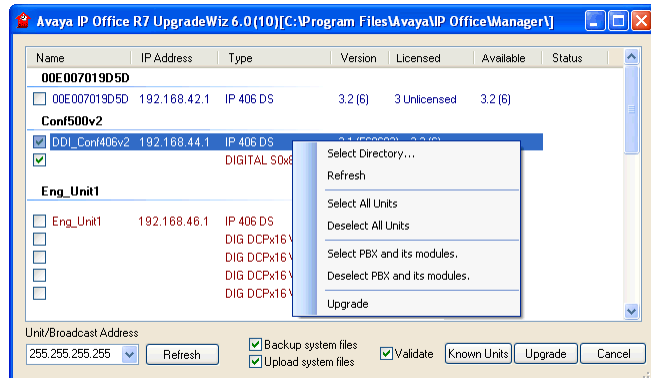 Avaya IP Office R7 UpgradeWiz 6.0(10)[C:\Program Files\Avaya\IP Office\Manager\]
Name IP Address Type Version Licensed Available Status
00E007019D5D
00E007019D5D 192.168.42.1 IP 406 DS 3.2 (6) 3 Unlicensed 3.2 (6)
Conf500v2
DDI_Conf406v2 192.168.44.1 IP 406 DS
DIGITAL S0x8
Select Directory...
Refresh
Select All Units
Deselect All Units
Select PBX and its modules.
Deselect PBX and its modules.
Upgrade
Eng_Unit1
Eng_Unit1 192.168.46.1 IP 406 DS
DIG DCPx16
DIG DCPx16
DIG DCPx16
DIG DCPx16
Unit/Broadcast Address
255.255.255.255 Refresh
Backup system files
Upload system files
Validate Known Units Upgrade Cancel